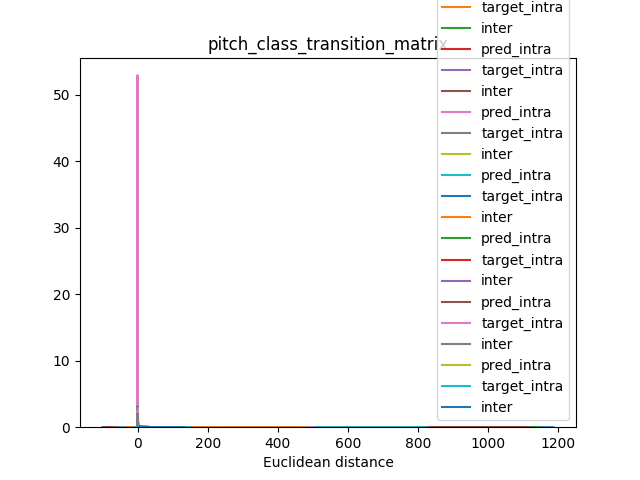 target_intra
inter
pitch_class_transition_matrix
pred_intra
target_intra
inter
pred_intra
target_intra
inter
pred_intra
target_intra
inter
pred_intra
target_intra
inter
pred_intra
target_intra
inter
pred_intra
target_intra
inter
50
40
30
20
10
0
0
200
400
600
800
1000
1200
Euclidean distance